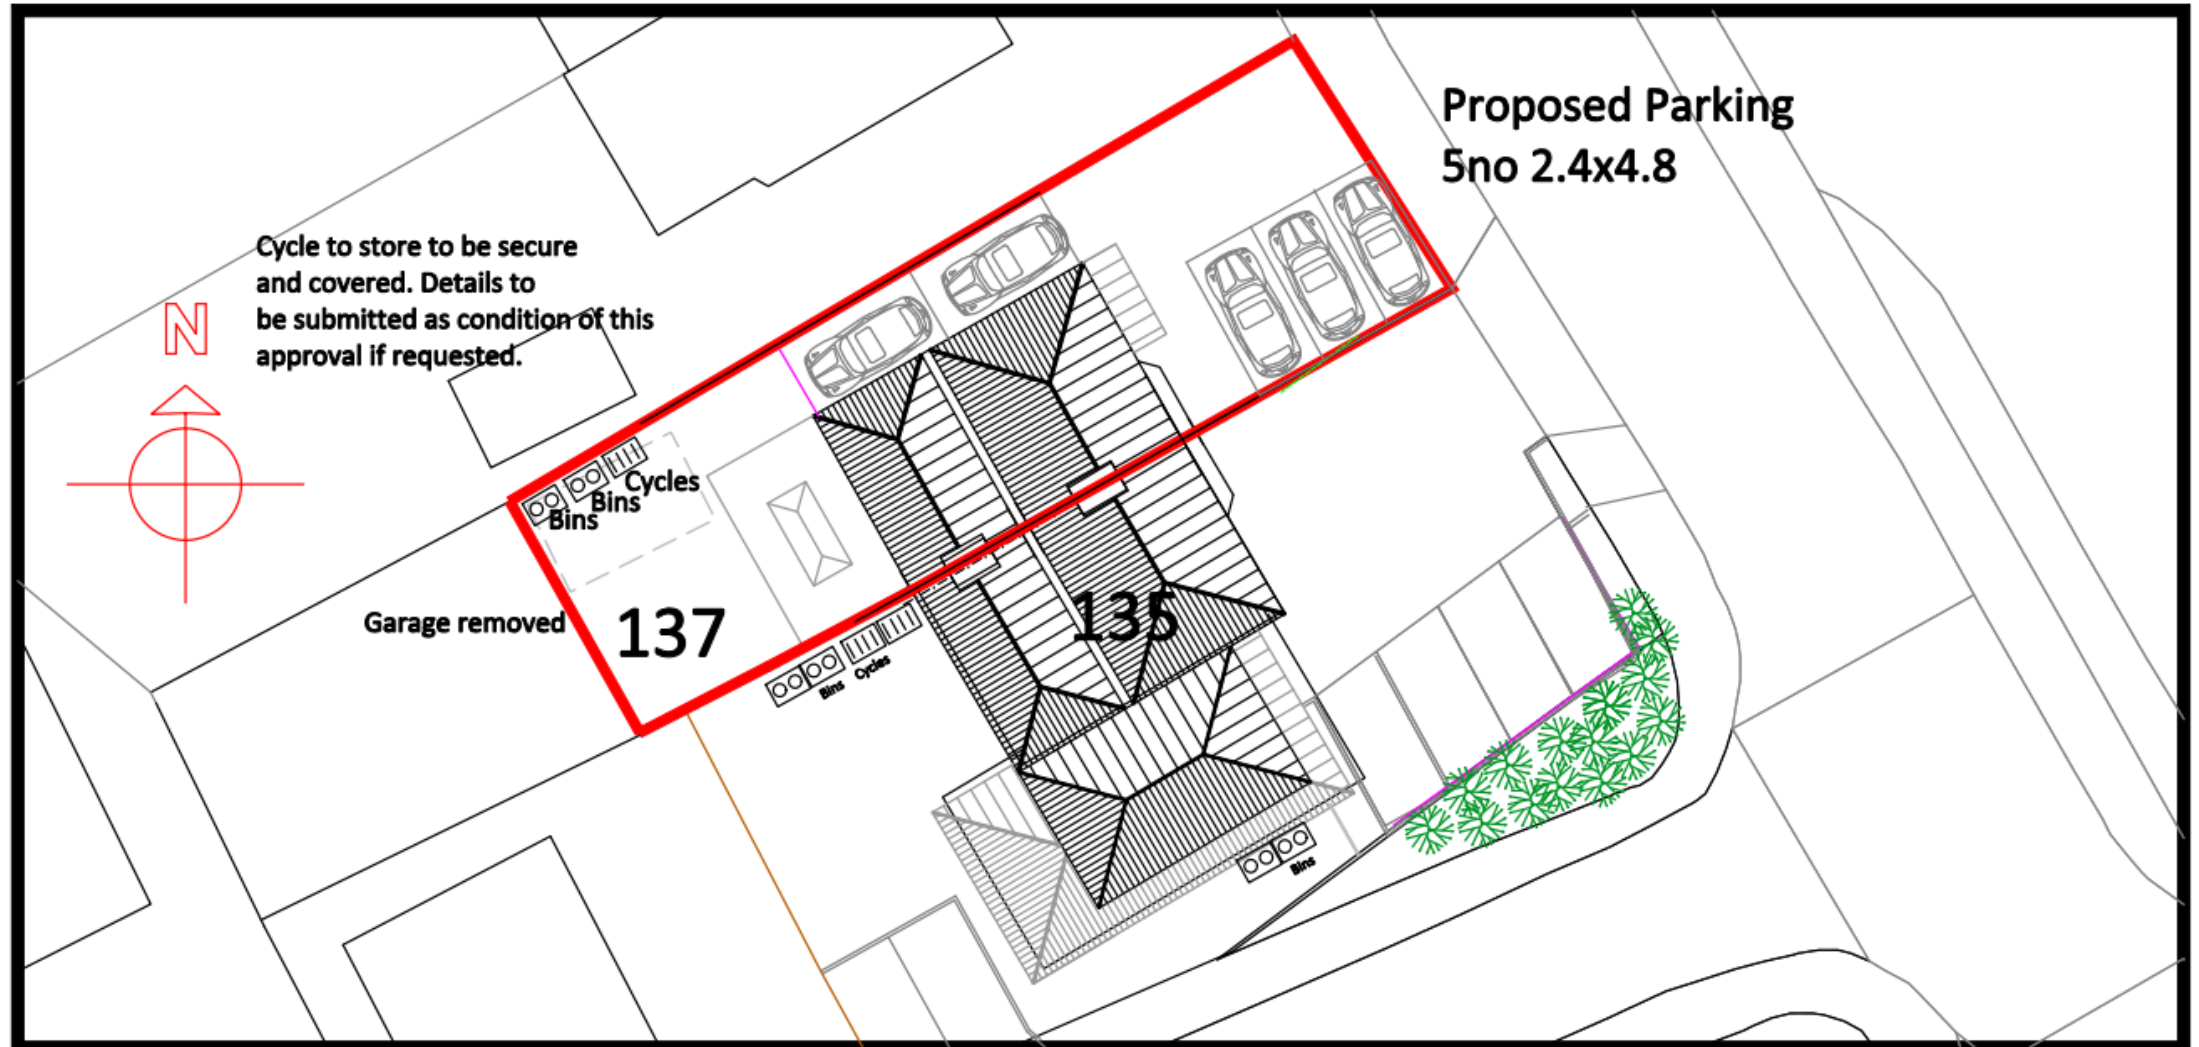 Proposed Parking
5no 2.4x4.8
Cycle to store to be secure
and covered. Details to
be submitted as condition of this
approval if requested.
N
Cycles
Bins
Bins
Garage removed
137
135
Cycles
Bins
Bins